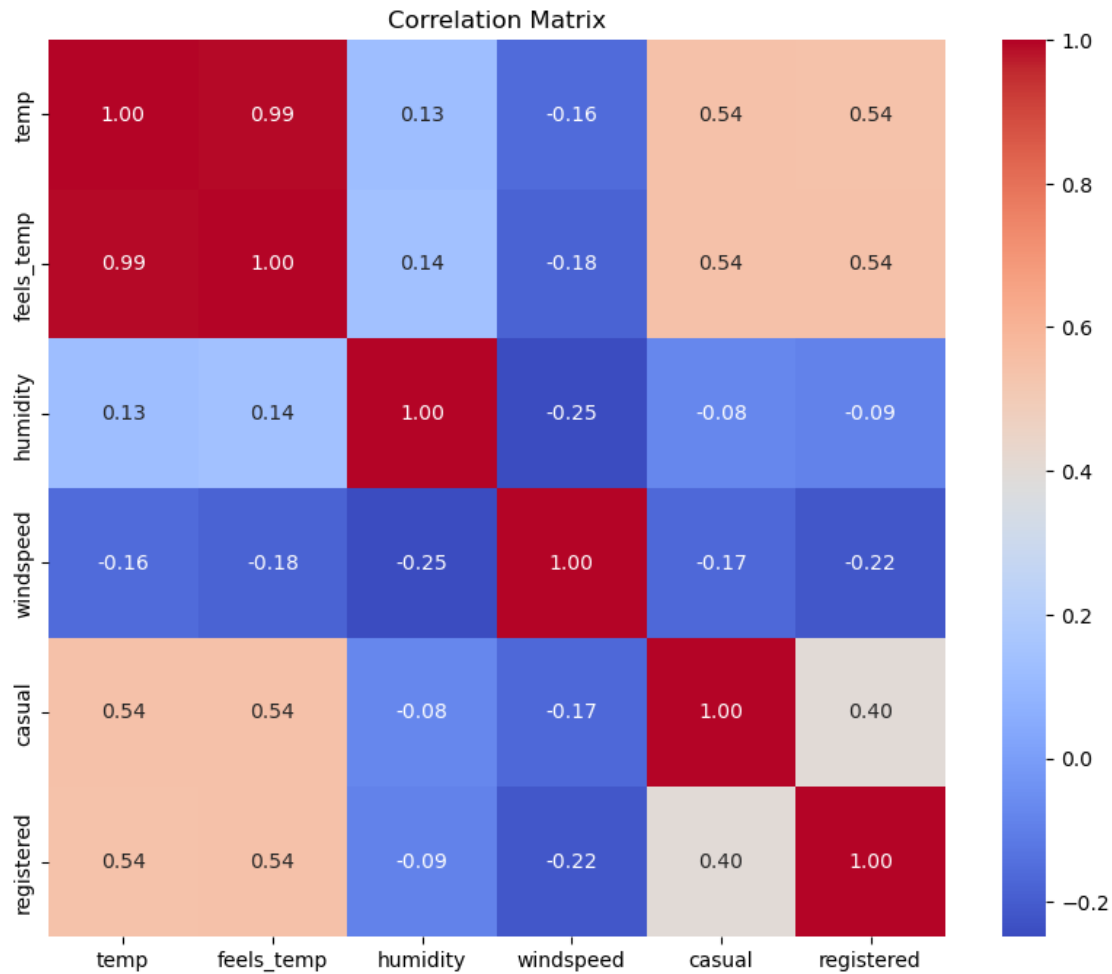 Correlation Matrix
temp 1.00 0.99 0.13 -0.16 0.54 0.54
feels_temp 0.99 1.00 0.14 -0.18 0.54 0.54
humidity 0.13 0.14 1.00 -0.25 -0.08 -0.09
windspeed -0.16 -0.18 -0.25 1.00 -0.17 -0.22
casual 0.54 0.54 -0.08 -0.17 1.00 0.40
registered 0.54 0.54 -0.09 -0.22 0.40 1.00
temp feels_temp humidity windspeed casual registered
1.0
0.8
0.6
0.4
0.2
0.0
−0.2